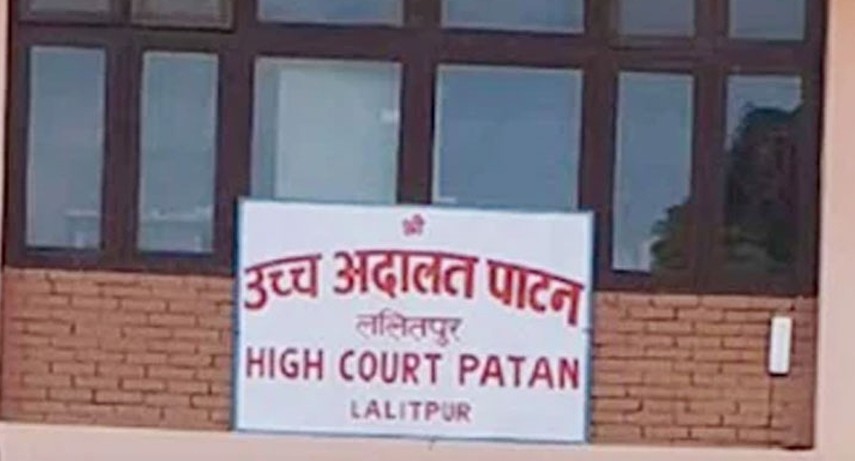 श्री
उच्च अदालत पाटन
ललितपुर
HIGH COURT PATAN
LALITPUR